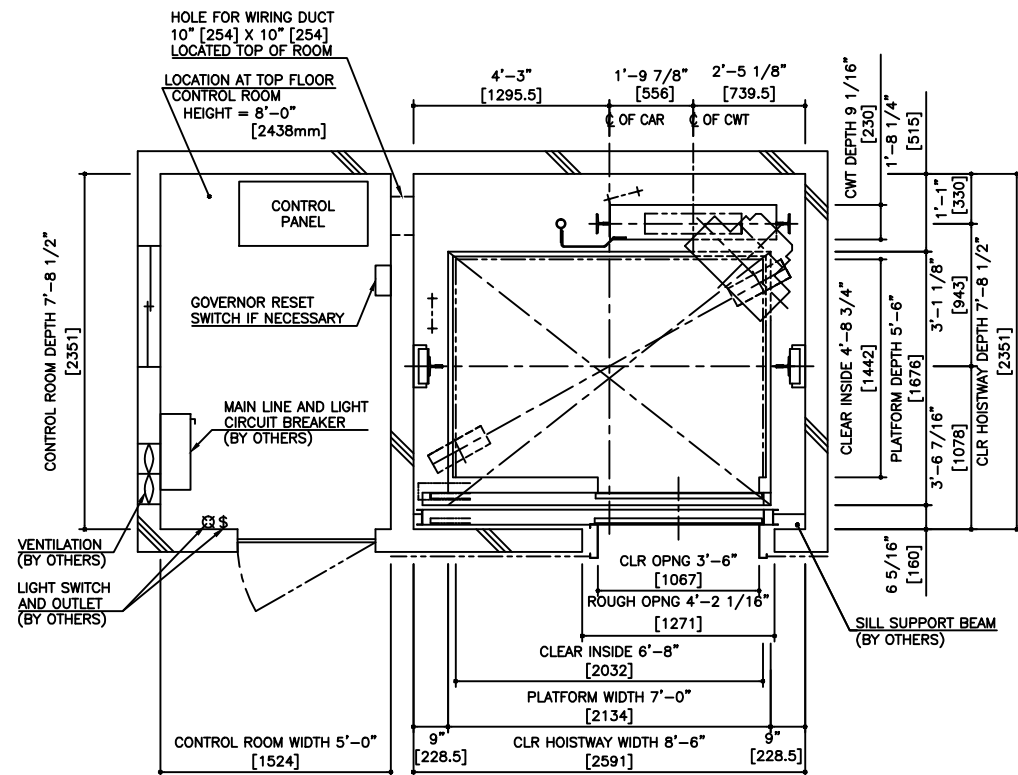 HOLE FOR WIRING DUCT
10" [254] X 10" [254]
LOCATED TOP OF ROOM
LOCATION AT TOP FLOOR
CONTROL ROOM
HEIGHT = 8'-0"
[2438mm]
4'-3"
[1295.5]
1'-9 7/8"
[556]
2'-5 1/8"
[739.5]
℄ OF CAR
℄ OF CWT
CWT DEPTH 9 1/16"
[230]
1'-8 1/4"
[515]
1'-1"
[330]
CONTROL
PANEL
GOVERNOR RESET
SWITCH IF NECESSARY
CONTROL ROOM DEPTH 7'-8 1/2"
[2351]
MAIN LINE AND LIGHT
CIRCUIT BREAKER
(BY OTHERS)
CLEAR INSIDE 4'-8 3/4"
[1442]
PLATFORM DEPTH 5'-6"
[1676]
3'-1 1/8"
[943]
3'-6 7/16"
[1078]
CLR HOISTWAY DEPTH 7'-8 1/2"
[2351]
6 5/16"
[160]
$
VENTILATION
(BY OTHERS)
LIGHT SWITCH
AND OUTLET
(BY OTHERS)
CLR OPNG 3'-6"
[1067]
ROUGH OPNG 4'-2 1/16"
[1271]
SILL SUPPORT BEAM
(BY OTHERS)
CLEAR INSIDE 6'-8"
[2032]
PLATFORM WIDTH 7'-0"
[2134]
CONTROL ROOM WIDTH 5'-0"
[1524]
9"
[228.5]
CLR HOISTWAY WIDTH 8'-6"
[2591]
9"
[228.5]